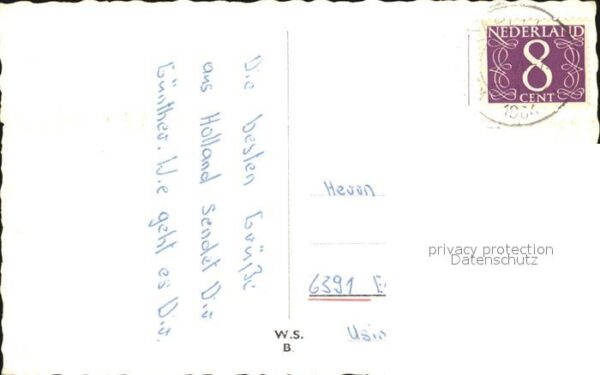 Die besten Grüße
aus Holland sendet Dir
Günther. Wie geht es Dir.
NEDERLAND
8
CENT
1964
Herrn
6391
W.S.
B.
privacy protection
Datenschutz